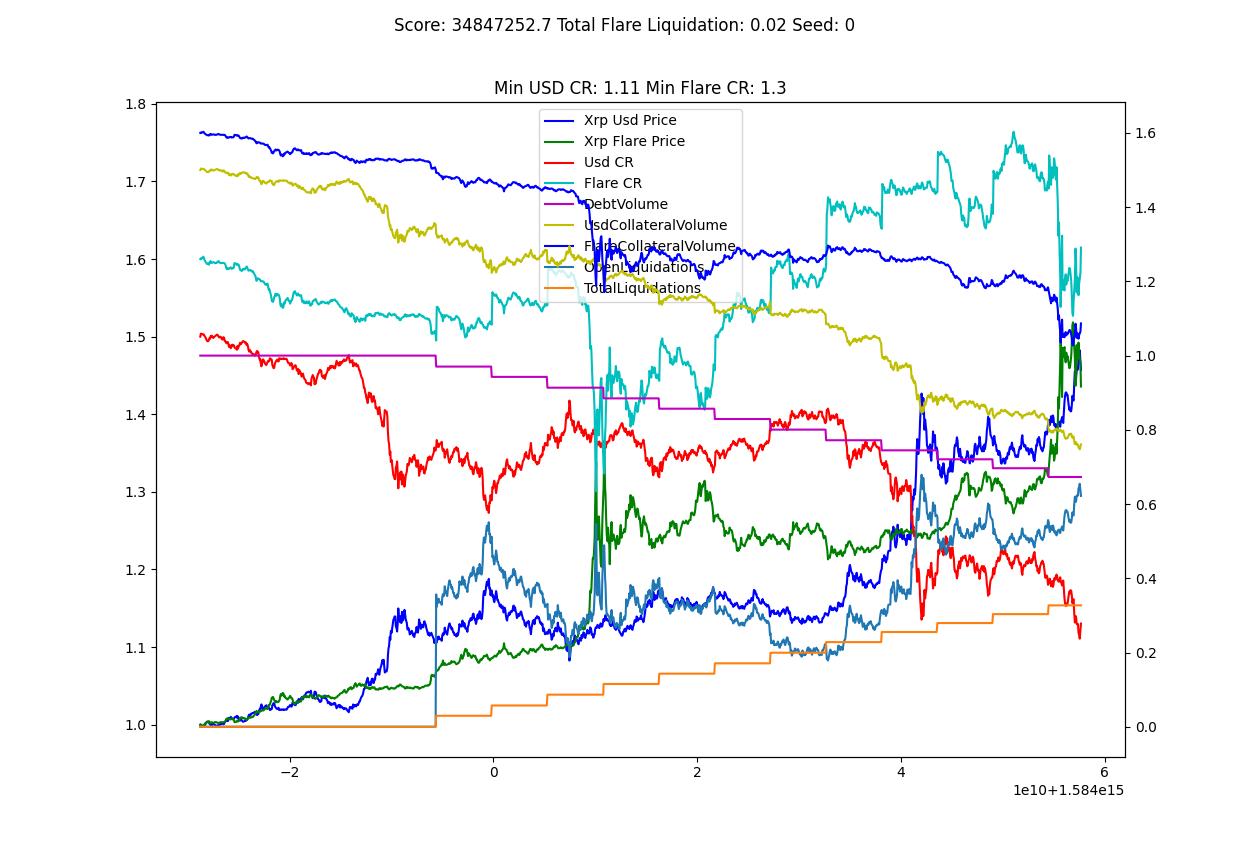 Score: 34847252.7 Total Flare Liquidation: 0.02 Seed: 0
Min USD CR: 1.11 Min Flare CR: 1.3
Xrp Usd Price
Xrp Flare Price
Usd CR
Flare CR
DebtVolume
UsdCollateralVolume
FlareCollateralVolume
OpenLiquidations
TotalLiquidations
1.8
1.7
1.6
1.5
1.4
1.3
1.2
1.1
1.0
1.6
1.4
1.2
1.0
0.8
0.6
0.4
0.2
0.0
−2 0 2 4 6
1e10+1.584e15